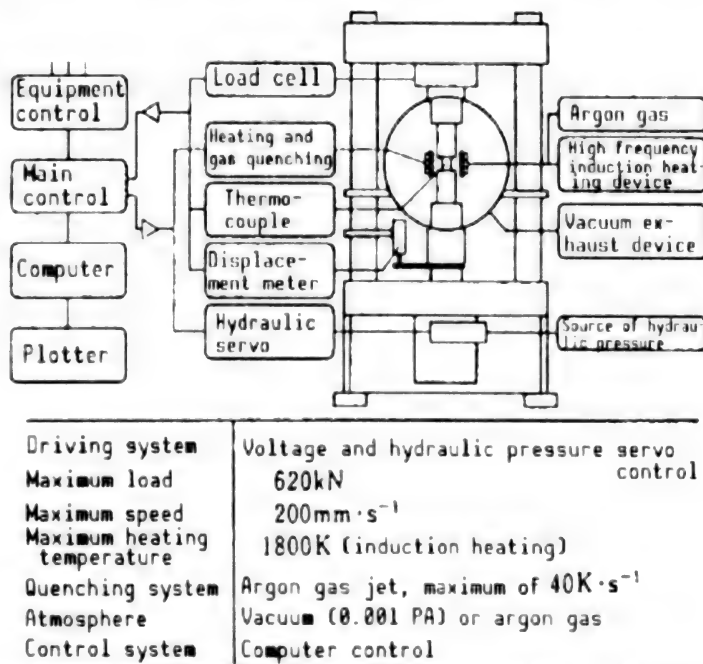 Equipment
control
Main
control
Computer
Plotter
Load cell
Heating and
gas quenching
Thermo-
couple
Displace-
ment meter
Hydraulic
servo
Argon gas
High frequency
induction heat-
ing device
Vacuum ex-
haust device
Source of hydrau-
lic pressure
Driving system Voltage and hydraulic pressure servo
control
Maximum load 620kN
Maximum speed 200mm·s⁻¹
Maximum heating
temperature 1800K (induction heating)
Quenching system Argon gas jet, maximum of 40K·s⁻¹
Atmosphere Vacuum (0.001 PA) or argon gas
Control system Computer control